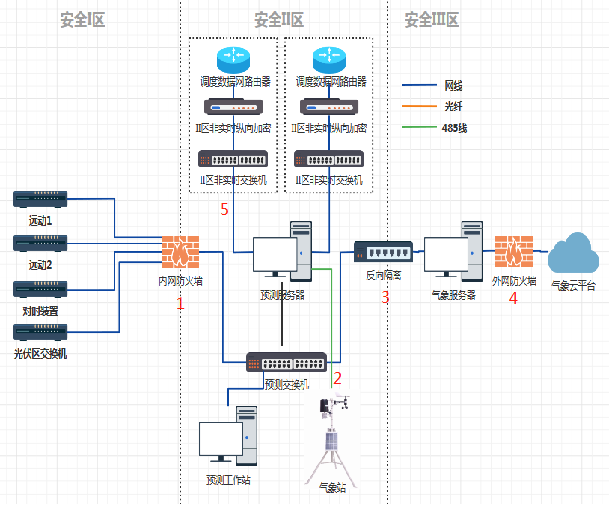 安全I区
安全II区
安全III区
调度数据网路由器
调度数据网路由器
II区非实时纵向加密
II区非实时纵向加密
II区非实时交换机
II区非实时交换机
网线
光纤
485线
5
远动1
远动2
对时装置
光伏区交换机
内网防火墙
1
预测服务器
反向隔离
3
气象服务器
外网防火墙
4
气象云平台
预测交换机
2
预测工作站
气象站